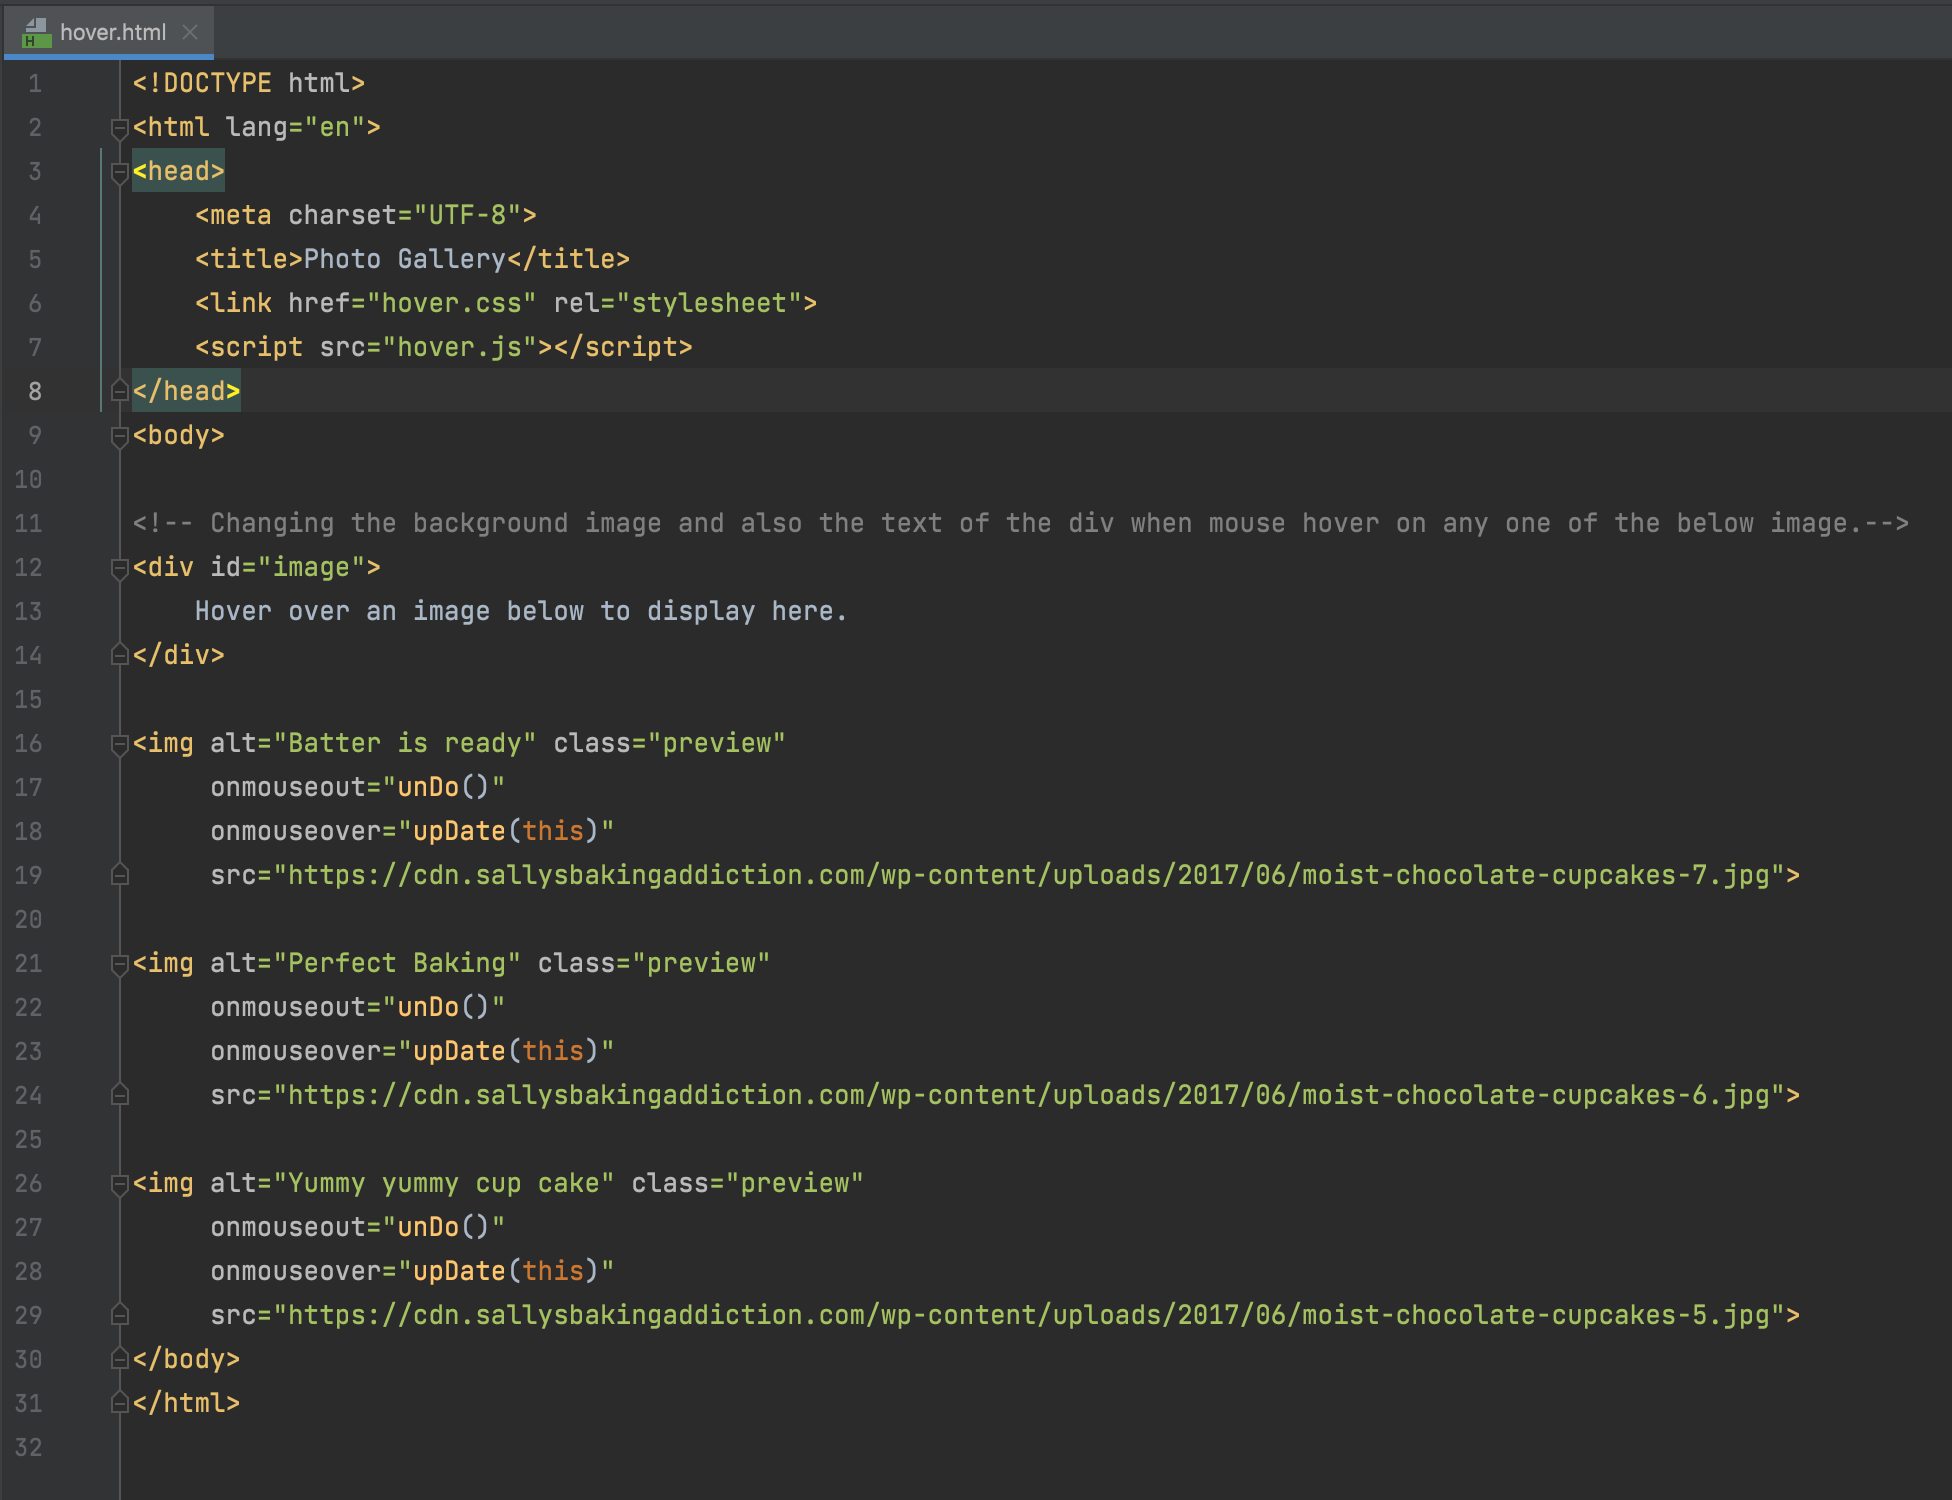 hover.html
1 <!DOCTYPE html>
2 <html lang="en">
3 <head>
4     <meta charset="UTF-8">
5     <title>Photo Gallery</title>
6     <link href="hover.css" rel="stylesheet">
7     <script src="hover.js"></script>
8 </head>
9 <body>
10
11 <!-- Changing the background image and also the text of the div when mouse hover on any one of the below image.-->
12 <div id="image">
13     Hover over an image below to display here.
14 </div>
15
16 <img alt="Batter is ready" class="preview"
17      onmouseout="unDo()"
18      onmouseover="upDate(this)"
19      src="https://cdn.sallysbakingaddiction.com/wp-content/uploads/2017/06/moist-chocolate-cupcakes-7.jpg">
20
21 <img alt="Perfect Baking" class="preview"
22      onmouseout="unDo()"
23      onmouseover="upDate(this)"
24      src="https://cdn.sallysbakingaddiction.com/wp-content/uploads/2017/06/moist-chocolate-cupcakes-6.jpg">
25
26 <img alt="Yummy yummy cup cake" class="preview"
27      onmouseout="unDo()"
28      onmouseover="upDate(this)"
29      src="https://cdn.sallysbakingaddiction.com/wp-content/uploads/2017/06/moist-chocolate-cupcakes-5.jpg">
30 </body>
31 </html>
32